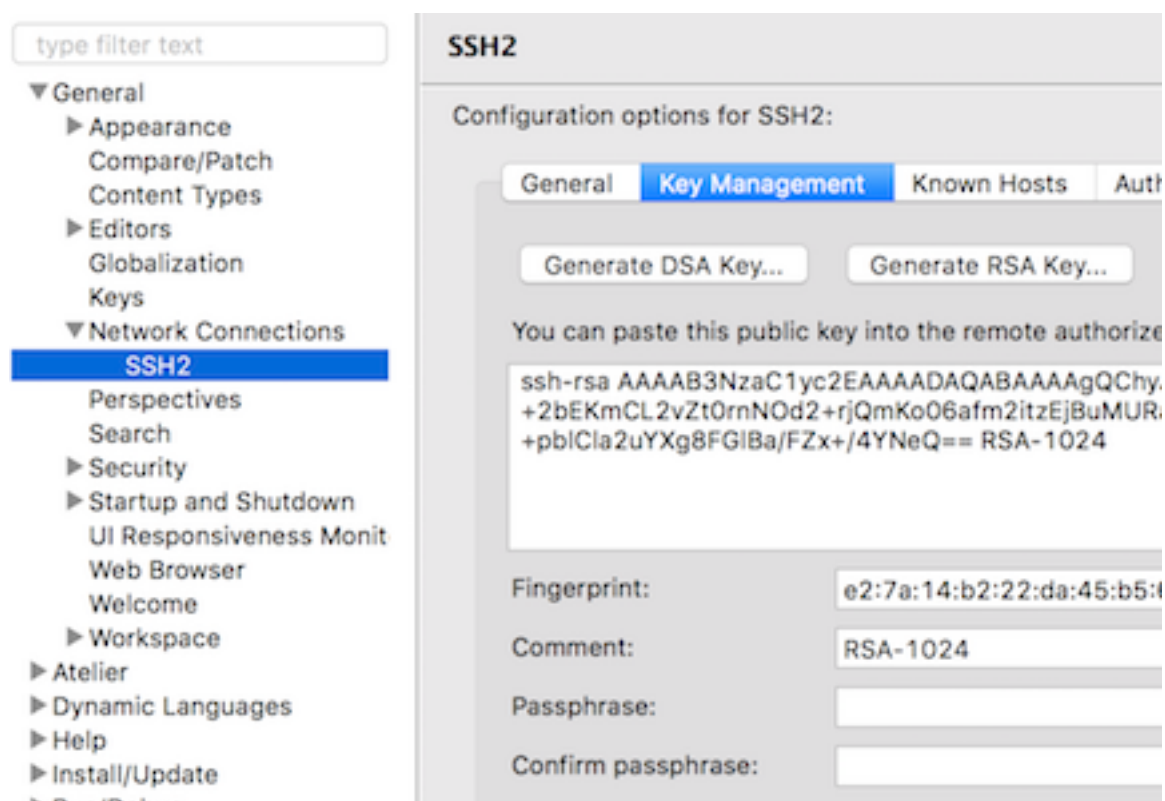 type filter text
General
Appearance
Compare/Patch
Content Types
Editors
Globalization
Keys
Network Connections
SSH2
Perspectives
Search
Security
Startup and Shutdown
UI Responsiveness Monit
Web Browser
Welcome
Workspace
Atelier
Dynamic Languages
Help
Install/Update
SSH2
Configuration options for SSH2:
General Key Management Known Hosts Auth
Generate DSA Key... Generate RSA Key...
You can paste this public key into the remote authorize
ssh-rsa AAAAB3NzaC1yc2EAAAADAQABAAAAgQChy
+2bEKmCL2vZt0rnNOd2+rjQmKo06afm2itzEjBuMUR
+pblCla2uYXg8FGlBa/FZx+/4YNeQ== RSA-1024
Fingerprint: e2:7a:14:b2:22:da:45:b5:
Comment: RSA-1024
Passphrase:
Confirm passphrase: